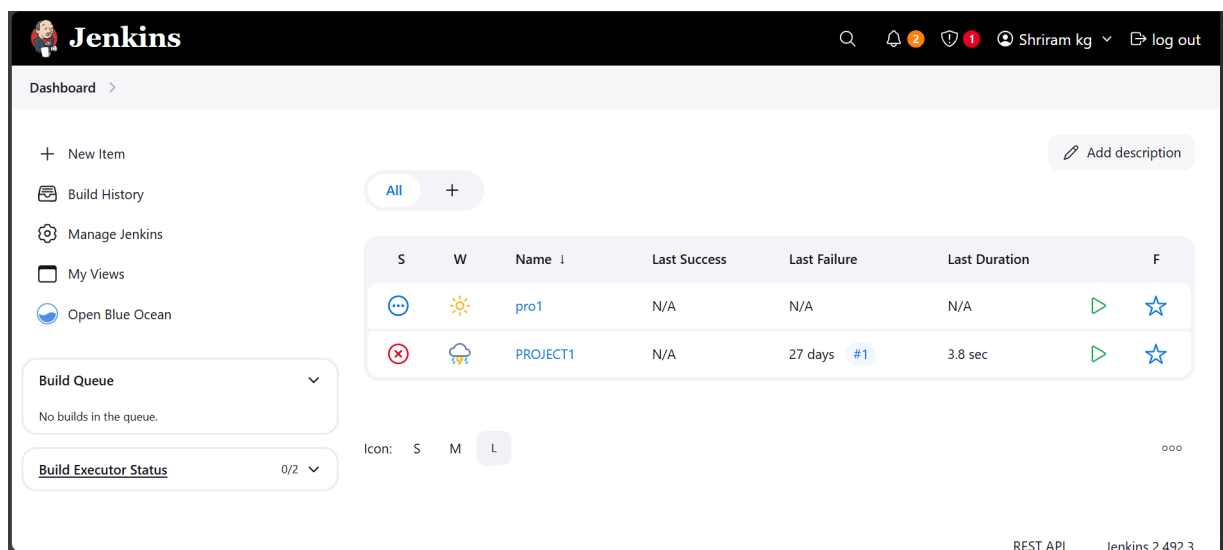 Jenkins
2 1 Shriram kg log out
Dashboard
New Item
Build History
Manage Jenkins
My Views
Open Blue Ocean
Build Queue
No builds in the queue.
Build Executor Status 0/2
Add description
All +
S W Name ↓ Last Success Last Failure Last Duration F
pro1 N/A N/A N/A
PROJECT1 N/A 27 days #1 3.8 sec
Icon: S M L
REST API Jenkins 2.492.3